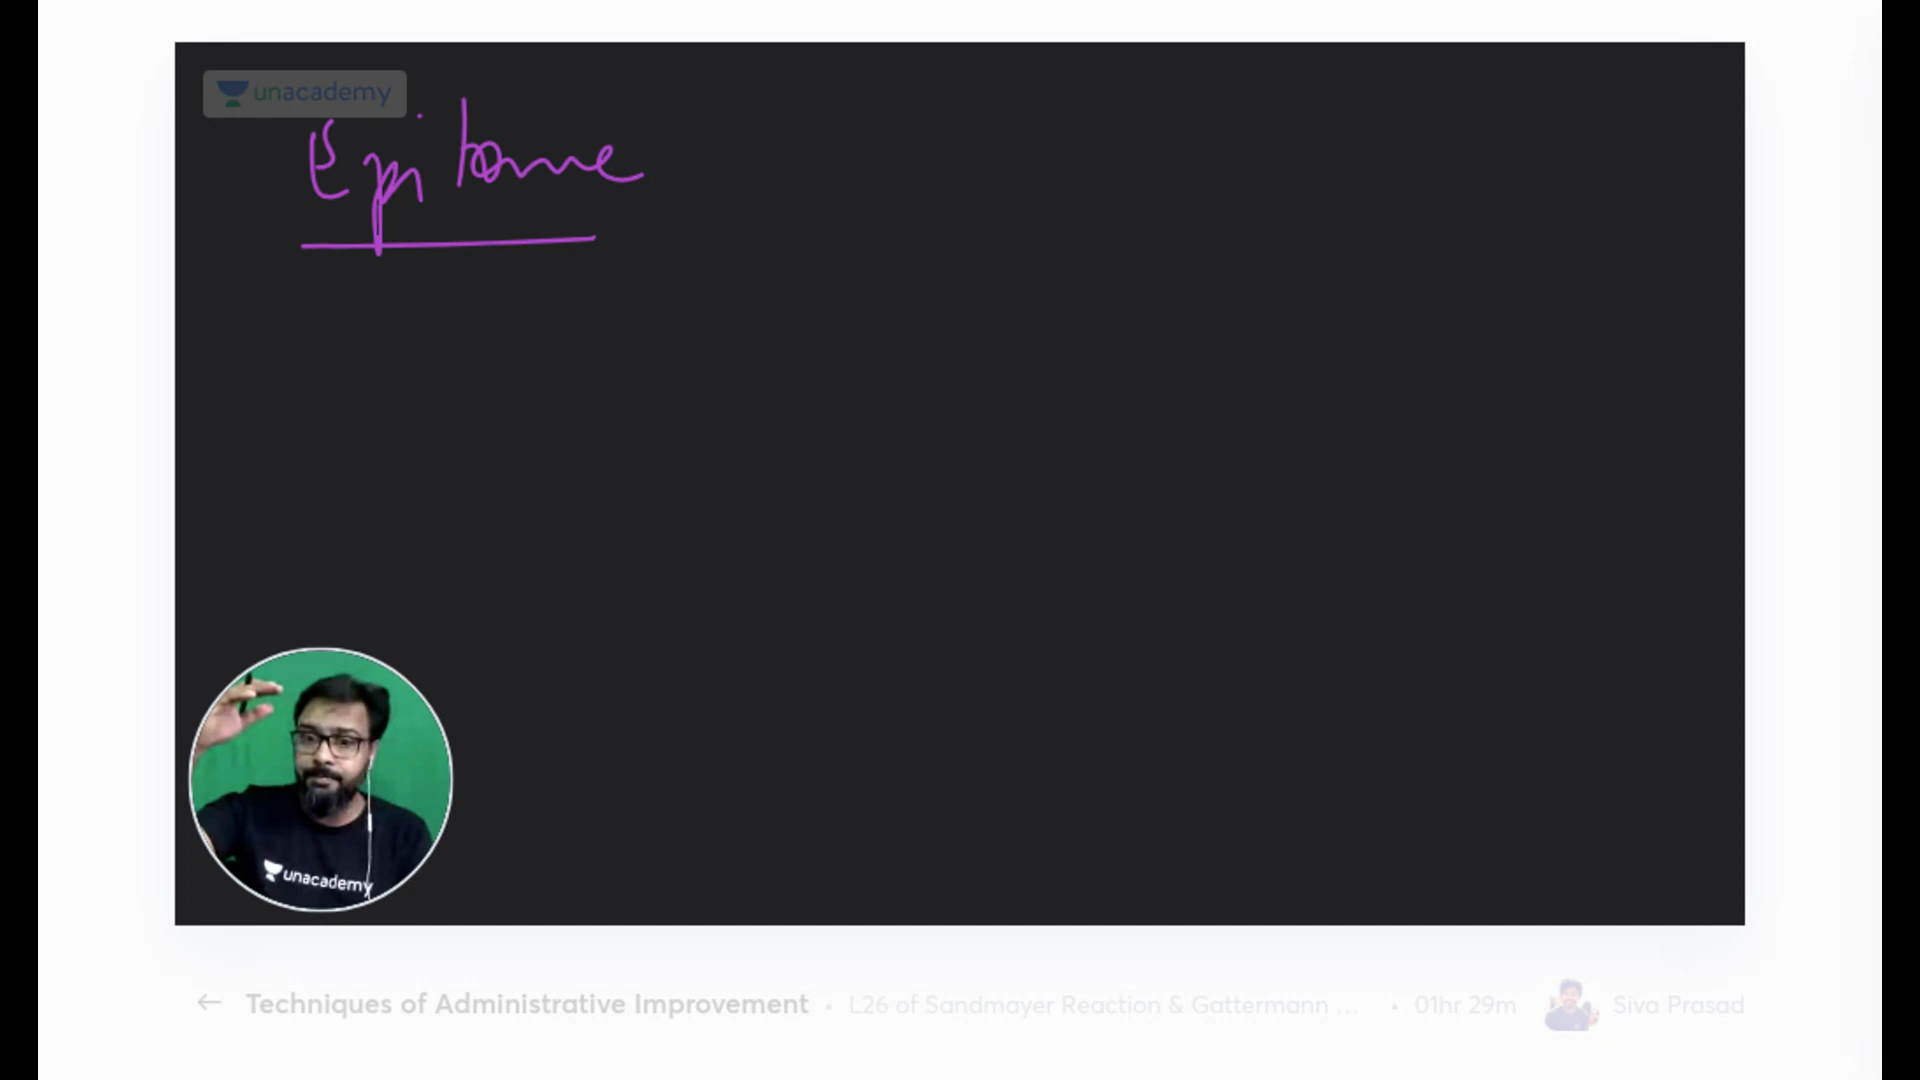 unacademy
Epitome
unacademy
← Techniques of Administrative Improvement • L26 of Sandmayer Reaction & Gattermann ... • 01hr 29m Siva Prasad